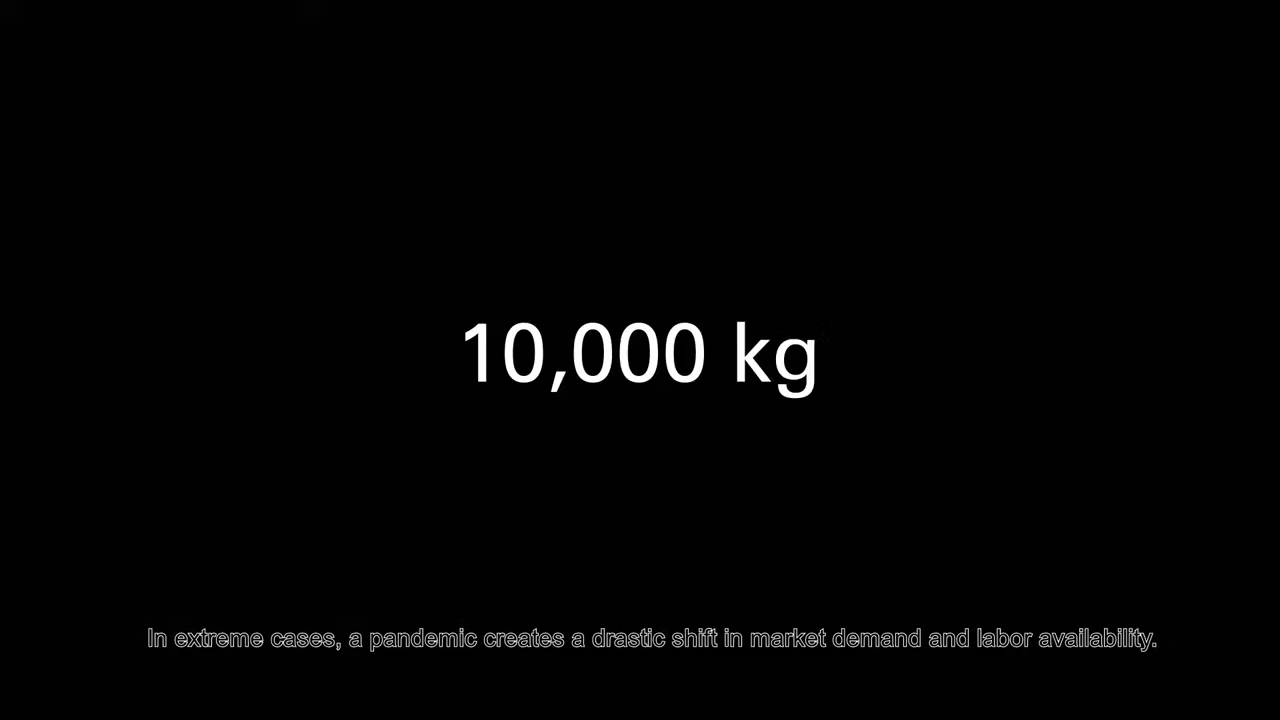 10,000 kg
In extreme cases, a pandemic creates a drastic shift in market demand and labor availability.